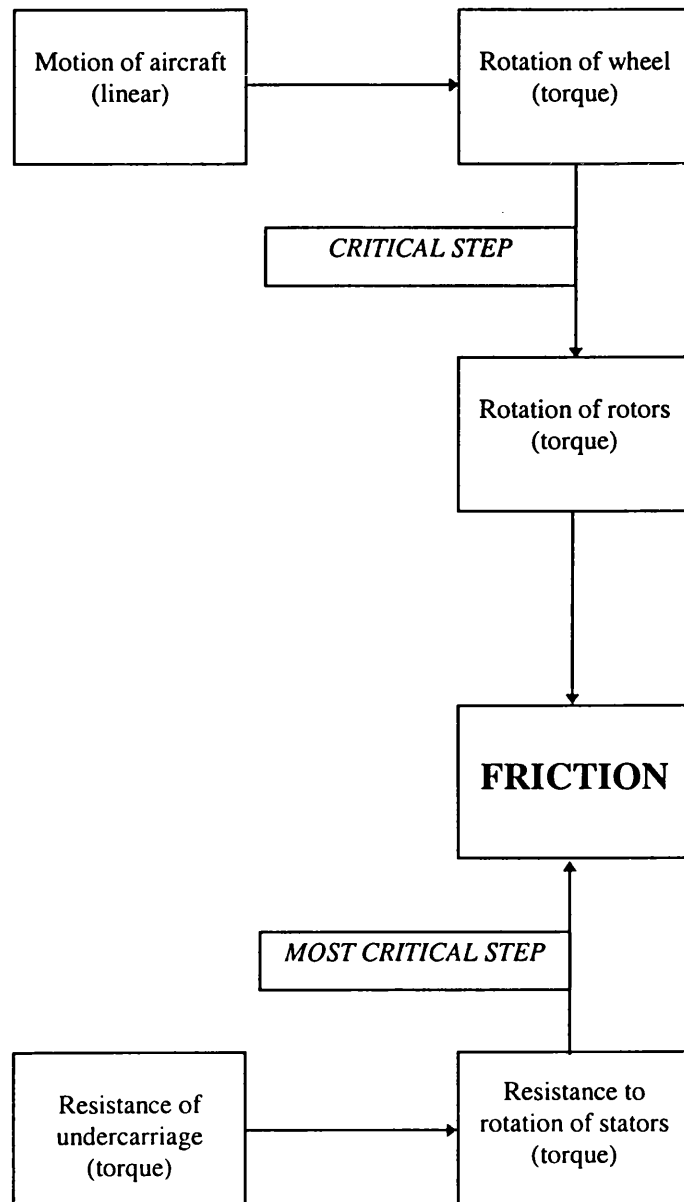 Motion of aircraft
(linear)
Rotation of wheel
(torque)
CRITICAL STEP
Rotation of rotors
(torque)
FRICTION
MOST CRITICAL STEP
Resistance of
undercarriage
(torque)
Resistance to
rotation of stators
(torque)